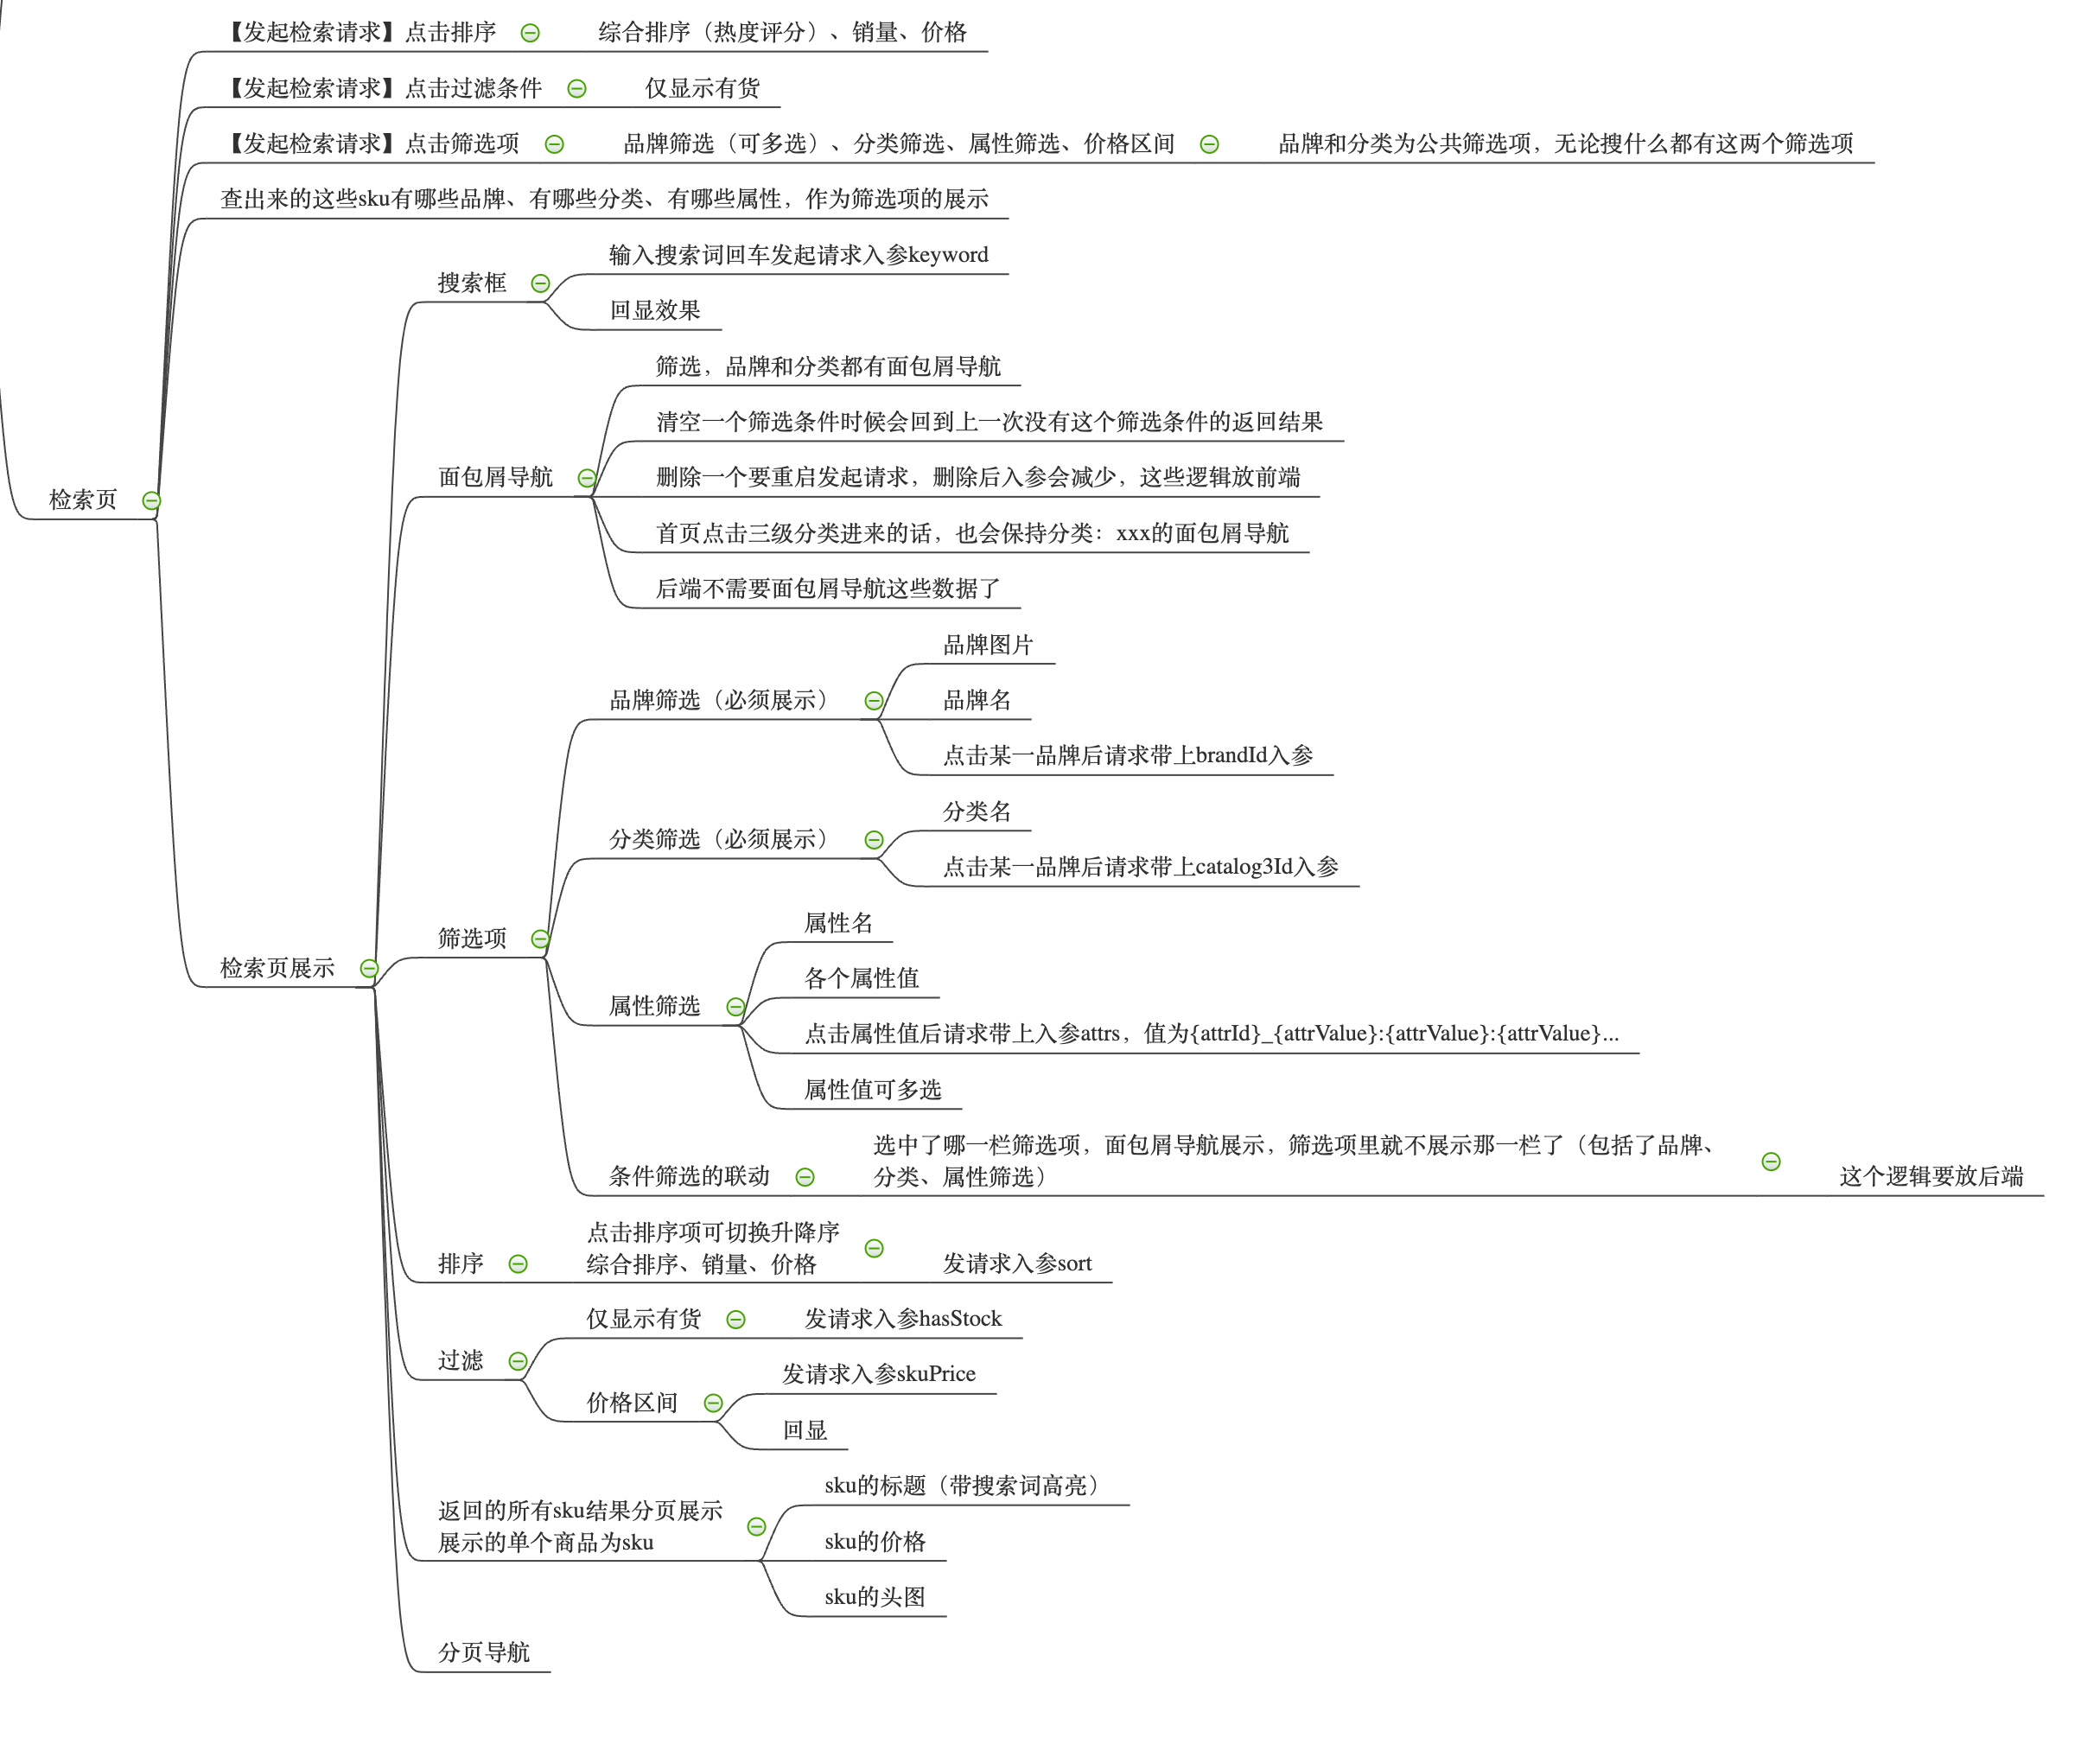 【发起检索请求】点击排序 综合排序（热度评分）、销量、价格
【发起检索请求】点击过滤条件 仅显示有货
【发起检索请求】点击筛选项 品牌筛选（可多选）、分类筛选、属性筛选、价格区间 品牌和分类为公共筛选项，无论搜什么都有这两个筛选项
查出来的这些sku有哪些品牌、有哪些分类、有哪些属性，作为筛选项的展示
输入搜索词回车发起请求入参keyword
搜索框
回显效果
筛选，品牌和分类都有面包屑导航
清空一个筛选条件时候会回到上一次没有这个筛选条件的返回结果
面包屑导航
删除一个要重启发起请求，删除后入参会减少，这些逻辑放前端
检索页
首页点击三级分类进来的话，也会保持分类：xxx的面包屑导航
后端不需要面包屑导航这些数据了
品牌图片
品牌筛选（必须展示）
品牌名
点击某一品牌后请求带上brandId入参
分类名
分类筛选（必须展示）
点击某一品牌后请求带上catalog3Id入参
属性名
筛选项
检索页展示
各个属性值
属性筛选
点击属性值后请求带上入参attrs，值为{attrId}_{attrValue}:{attrValue}:{attrValue}...
属性值可多选
选中了哪一栏筛选项，面包屑导航展示，筛选项里就不展示那一栏了（包括了品牌、
分类、属性筛选）
条件筛选的联动
这个逻辑要放后端
点击排序项可切换升降序
综合排序、销量、价格
排序
发请求入参sort
仅显示有货 发请求入参hasStock
过滤
发请求入参skuPrice
价格区间
回显
sku的标题（带搜索词高亮）
返回的所有sku结果分页展示
展示的单个商品为sku
sku的价格
sku的头图
分页导航